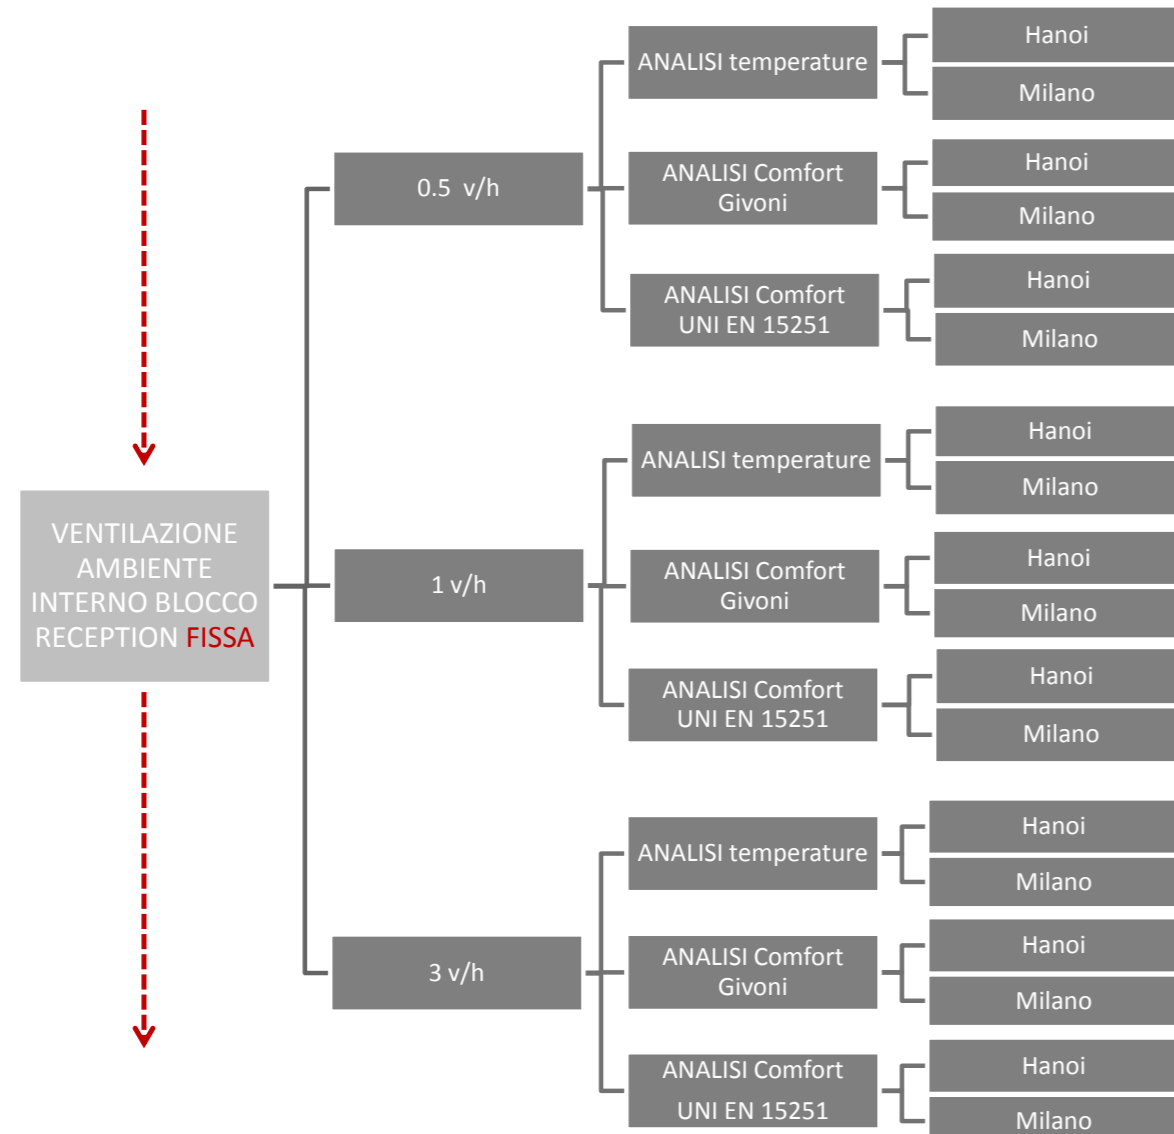 VENTILAZIONE
AMBIENTE
INTERNO BLOCCO
RECEPTION FISSA
0.5 v/h
ANALISI temperature
Hanoi
Milano
ANALISI Comfort
Givoni
Hanoi
Milano
ANALISI Comfort
UNI EN 15251
Hanoi
Milano
1 v/h
ANALISI temperature
Hanoi
Milano
ANALISI Comfort
Givoni
Hanoi
Milano
ANALISI Comfort
UNI EN 15251
Hanoi
Milano
3 v/h
ANALISI temperature
Hanoi
Milano
ANALISI Comfort
Givoni
Hanoi
Milano
ANALISI Comfort
UNI EN 15251
Hanoi
Milano